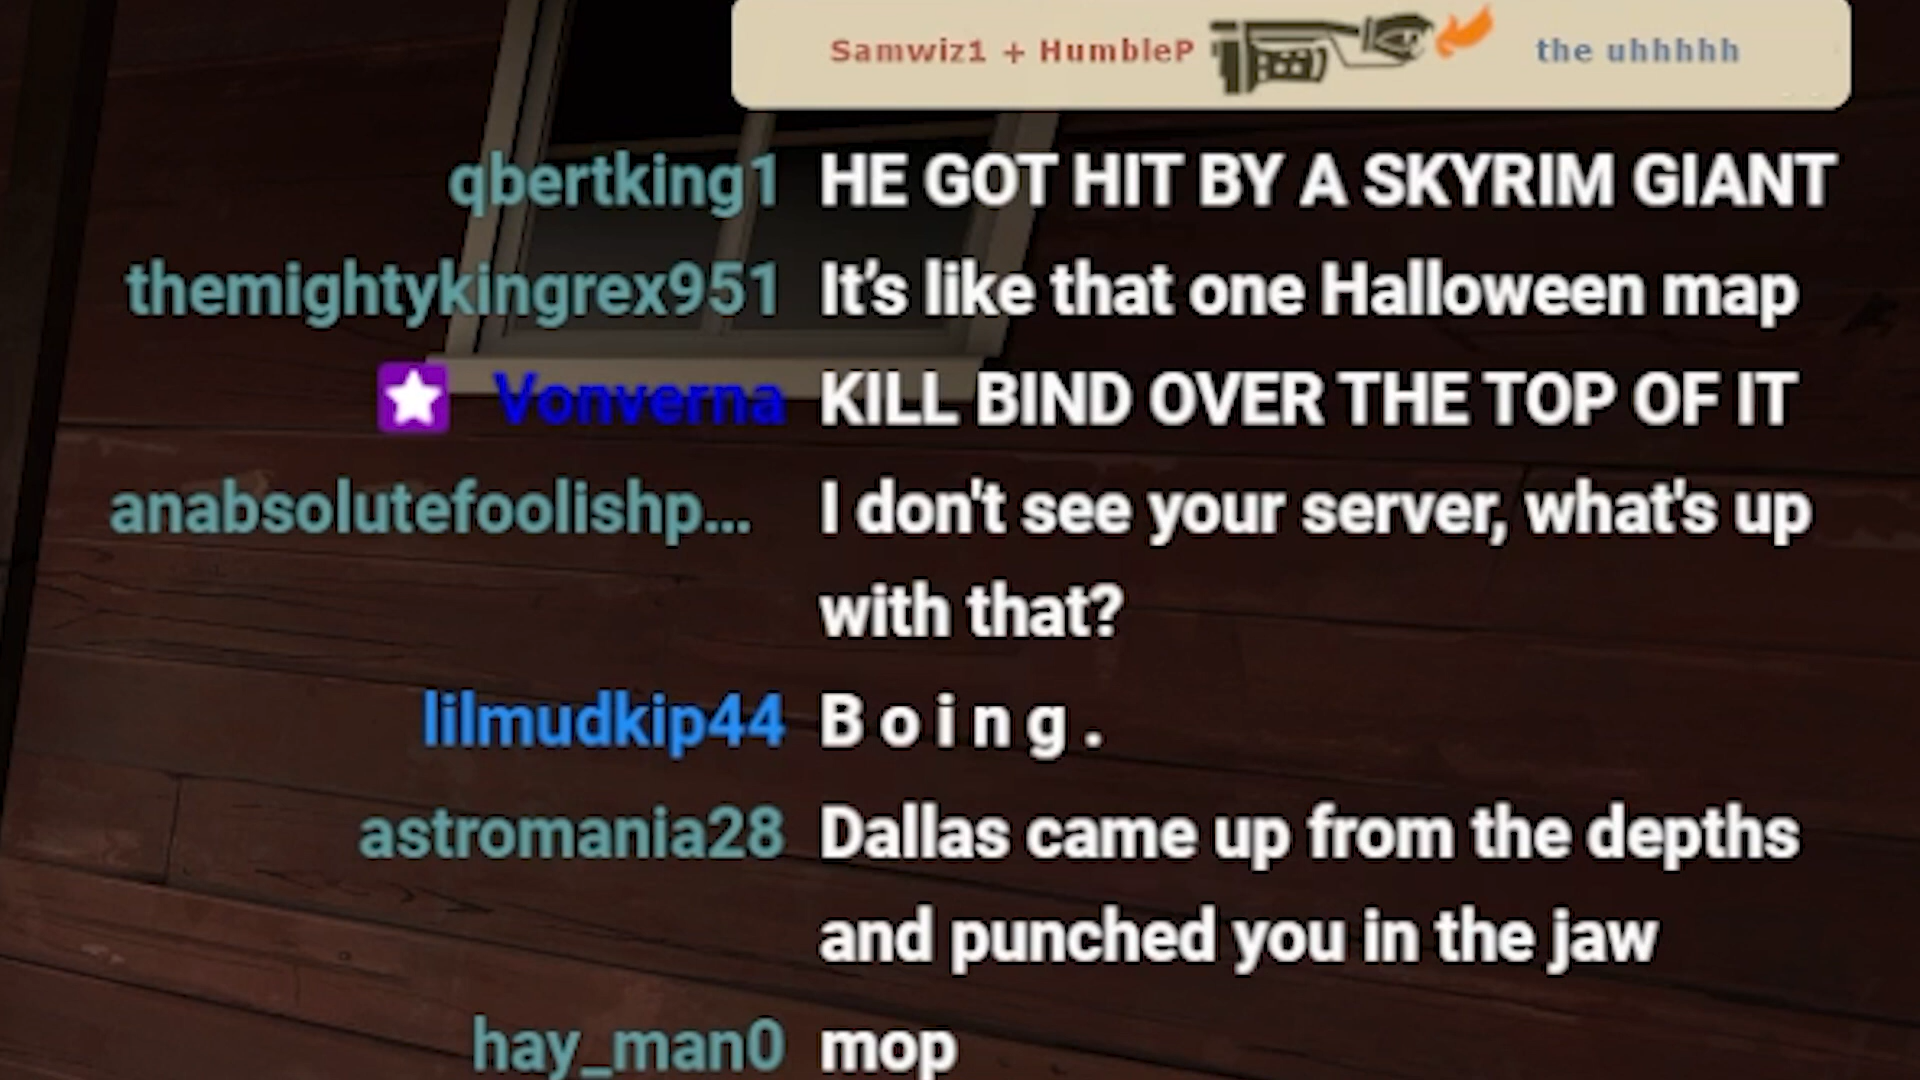 Samwiz1 + HumbleP the uhhhhh
qbertking1 HE GOT HIT BY A SKYRIM GIANT
themightykingrex951 It's like that one Halloween map
Vonverna KILL BIND OVER THE TOP OF IT
anabsolutefoolishp... I don't see your server, what's up
with that?
lilmudkip44 B o i n g .
astromania28 Dallas came up from the depths
and punched you in the jaw
hay_man0 mop